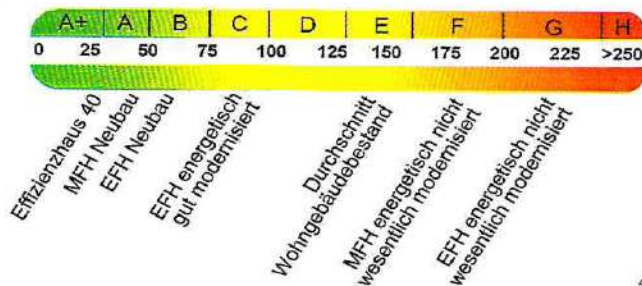 A+ A B C D E F G H
0 25 50 75 100 125 150 175 200 225 >250
Effizienzhaus 40
MFH Neubau
EFH Neubau
EFH energetisch
gut modernisiert
Durchschnitt
Wohngebäudebestand
MFH energetisch nicht
wesentlich modernisiert
EFH energetisch nicht
wesentlich modernisiert